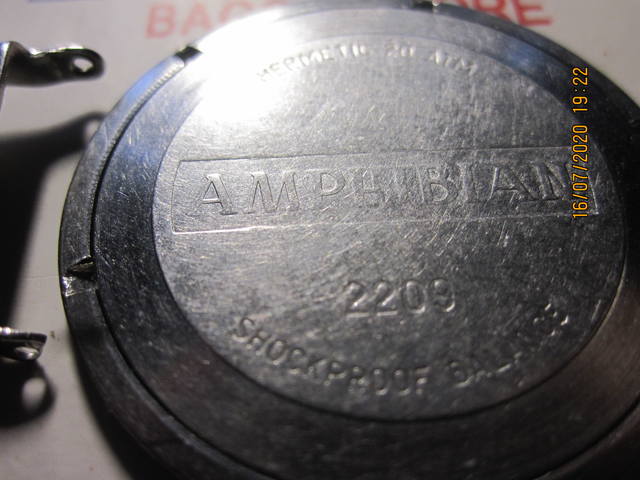 HERMETIC 20 ATM
AMPHIBIAN
2209
SHOCKPROOF BALANCE
16/07/2020 19:22